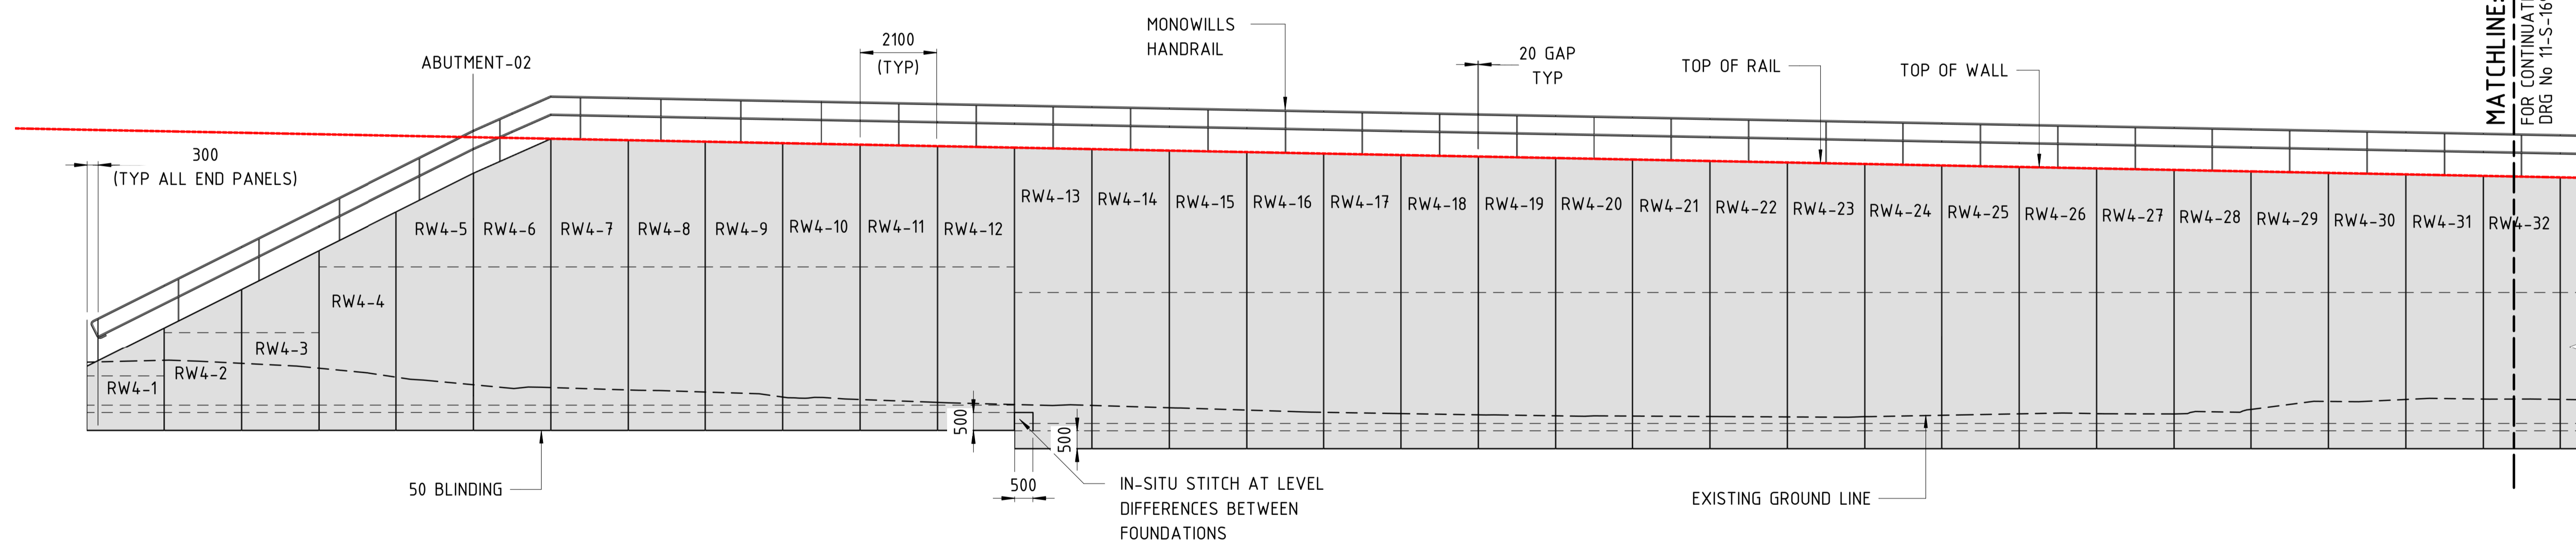 MONOWILLS
HANDRAIL
2100
(TYP)
ABUTMENT-02
20 GAP
TYP
TOP OF RAIL
TOP OF WALL
MATCHLINE:
FOR CONTINUATI
DRG No 11-S-169
300
(TYP ALL END PANELS)
RW4-1
RW4-2
RW4-3
RW4-4
RW4-5
RW4-6
RW4-7
RW4-8
RW4-9
RW4-10
RW4-11
RW4-12
RW4-13
RW4-14
RW4-15
RW4-16
RW4-17
RW4-18
RW4-19
RW4-20
RW4-21
RW4-22
RW4-23
RW4-24
RW4-25
RW4-26
RW4-27
RW4-28
RW4-29
RW4-30
RW4-31
RW4-32
500
500
500
50 BLINDING
IN-SITU STITCH AT LEVEL
DIFFERENCES BETWEEN
FOUNDATIONS
EXISTING GROUND LINE